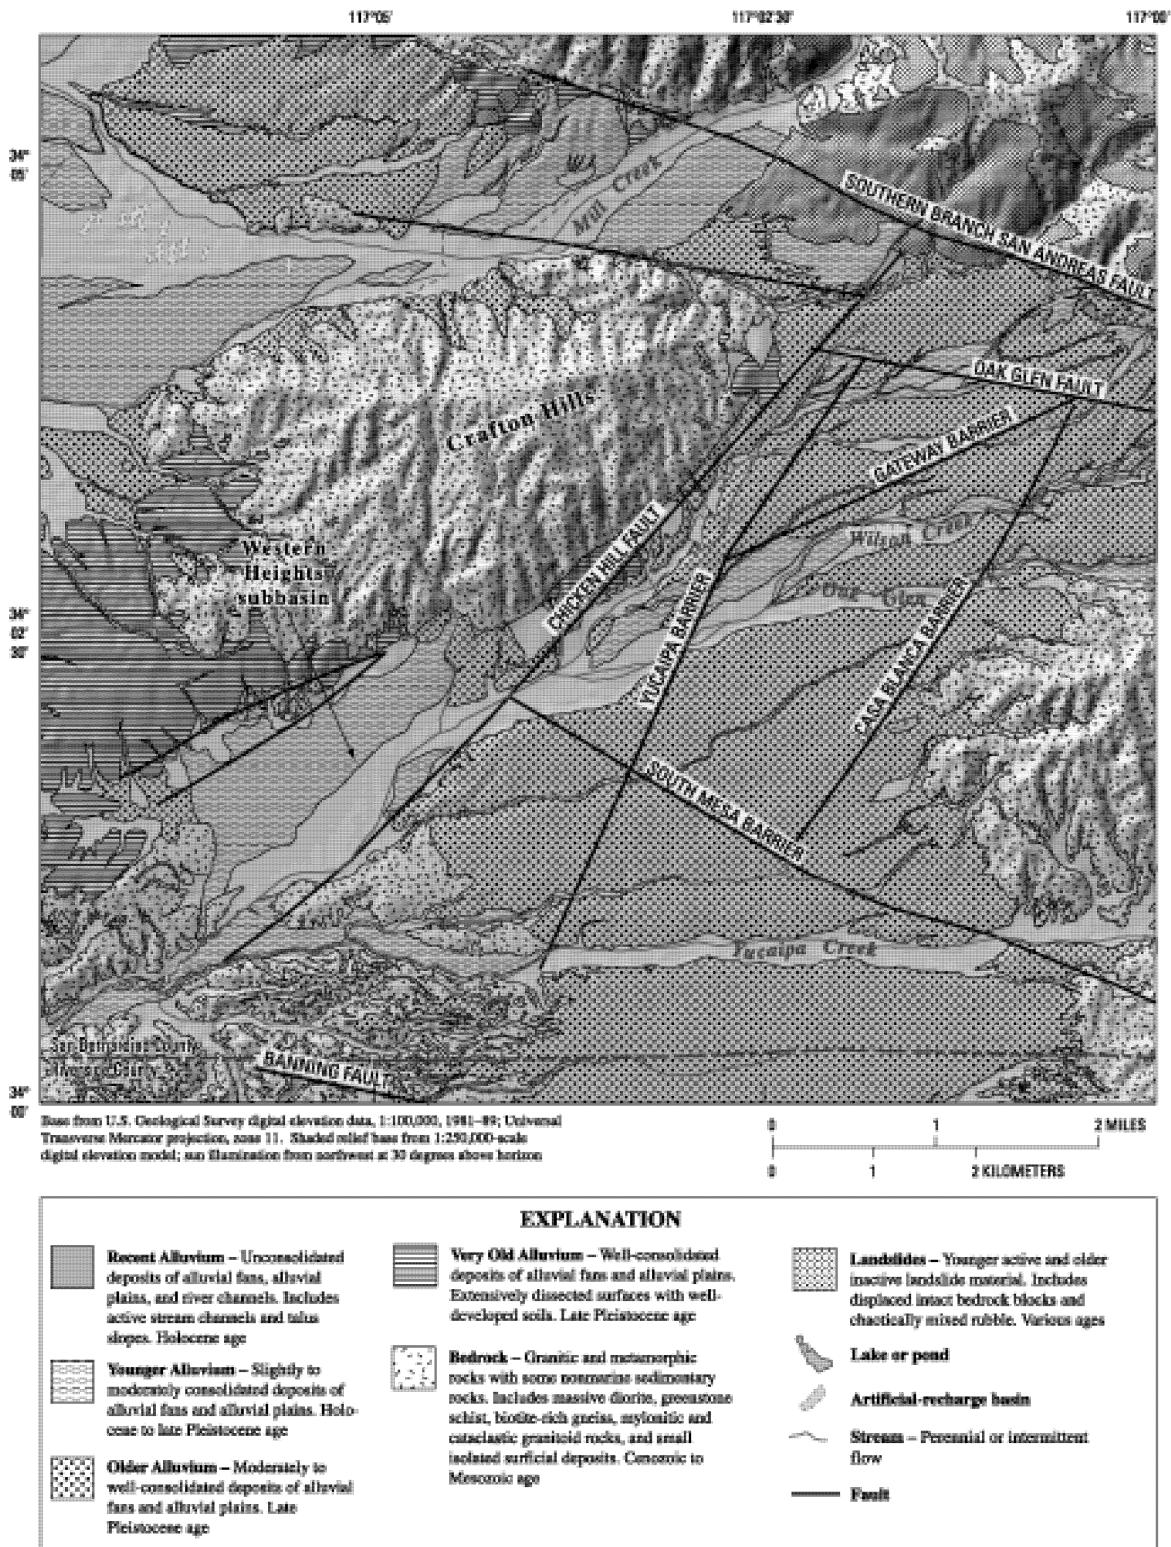 117°05'
117°02'30'
117°00'
34°
05'
SOUTHERN BRANCH SAN ANDREAS FAULT
Mill Creek
OAK GLEN FAULT
Crafton Hills
GATEWAY BARRIER
CHICKEN HILL FAULT
Wilson Creek
Western
Heights
subbasin
Oak Glen
34°
02'
YUCAIPA BARRIER
CASA BLANCA BARRIER
SOUTH MESA BARRIER
Yucaipa Creek
San Bernardino County
BANNING FAULT
34°
00'
Base from U.S. Geological Survey digital elevation data, 1:100,000, 1981–89; Universal
Transverse Mercator projection, zone 11. Shaded relief base from 1:250,000-scale
digital elevation model; sun illumination from northwest at 30 degrees above horizon
0 1 2 MILES
0 1 2 KILOMETERS
EXPLANATION
Recent Alluvium – Unconsolidated
deposits of alluvial fans, alluvial
plains, and river channels. Includes
active stream channels and talus
slopes. Holocene age
Younger Alluvium – Slightly to
moderately consolidated deposits of
alluvial fans and alluvial plains. Holo-
cene to late Pleistocene age
Older Alluvium – Moderately to
well-consolidated deposits of alluvial
fans and alluvial plains. Late
Pleistocene age
Very Old Alluvium – Well-consolidated
deposits of alluvial fans and alluvial plains.
Extensively dissected surfaces with well-
developed soils. Late Pleistocene age
Bedrock – Granitic and metamorphic
rocks with some nonmarine sedimentary
rocks. Includes massive diorite, greenstone
schist, biotite-rich gneiss, mylonitic and
cataclastic granitoid rocks, and small
isolated surficial deposits. Cenozoic to
Mesozoic age
Landslides – Younger active and older
inactive landslide material. Includes
displaced intact bedrock blocks and
chaotically mixed rubble. Various ages
Lake or pond
Artificial-recharge basin
Stream – Perennial or intermittent
flow
Fault